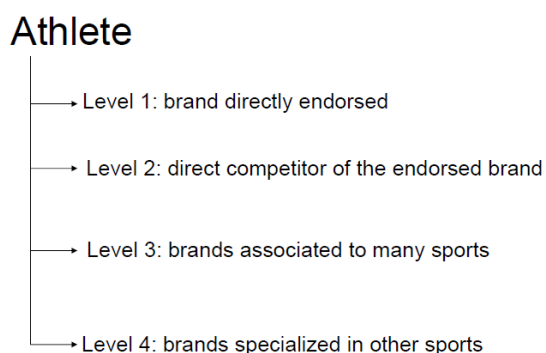 Athlete
Level 1: brand directly endorsed
Level 2: direct competitor of the endorsed brand
Level 3: brands associated to many sports
Level 4: brands specialized in other sports